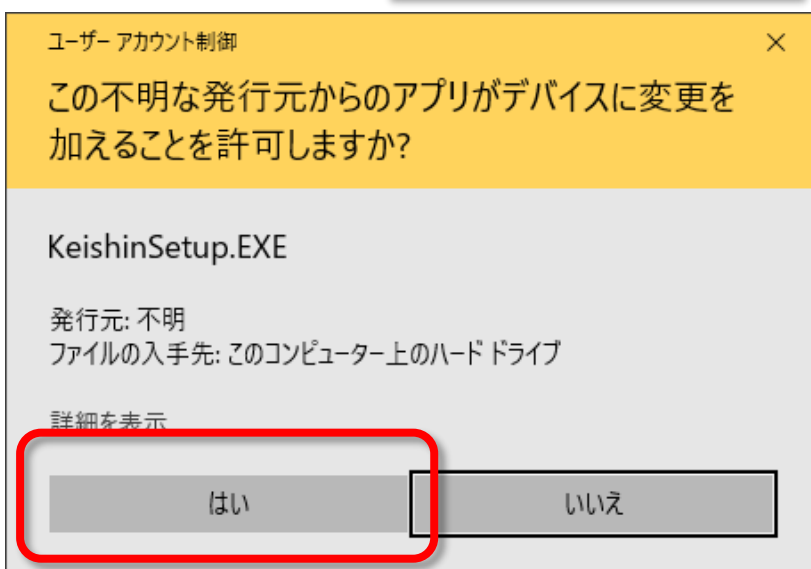 ユーザー アカウント制御
この不明な発行元からのアプリがデバイスに変更を
加えることを許可しますか?
KeishinSetup.EXE
発行元: 不明
ファイルの入手先: このコンピューター上のハード ドライブ
詳細を表示
はい
いいえ